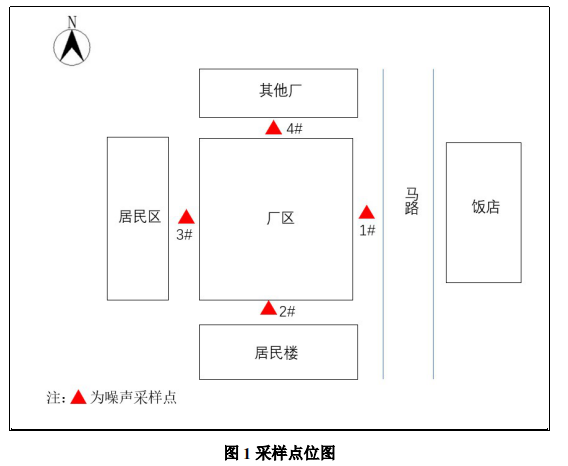 N
其他厂
4#
居民区
厂区
马路
饭店
3#
1#
2#
居民楼
注: 为噪声采样点
图 1 采样点位图